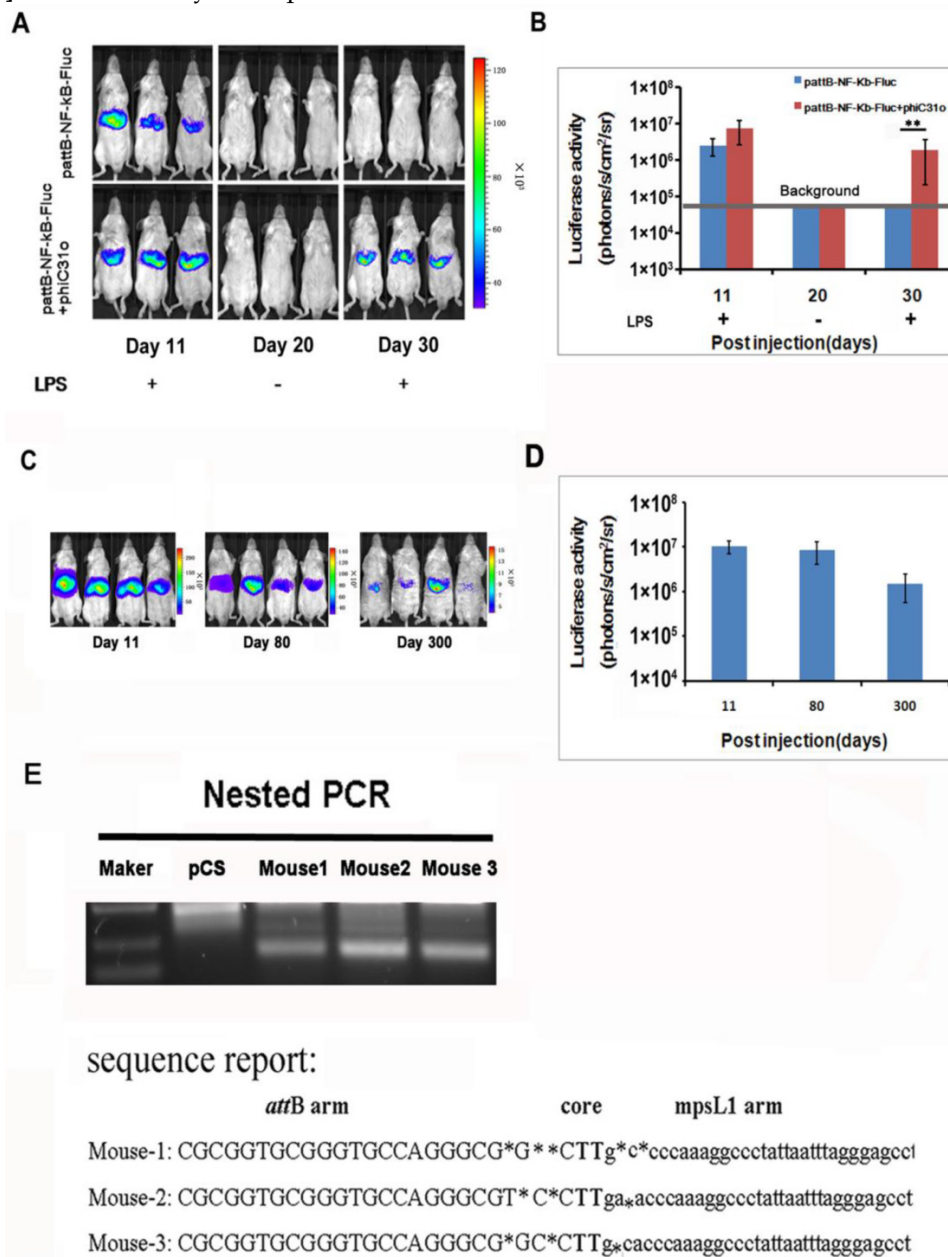 A
pattB-NF-kB-Fluc
pattB-NF-kB-Fluc
+phiC31o
×10³
120
100
80
60
40
Day 11 Day 20 Day 30
LPS + - +
B
pattB-NF-Kb-Fluc
pattB-NF-Kb-Fluc+phiC31o
Luciferase activity
(photons/s/cm²/sr)
1×10⁸
1×10⁷
1×10⁶
1×10⁵
1×10⁴
1×10³
**
Background
11 20 30
LPS + - +
Post injection(days)
C
Day 11 Day 80 Day 300
D
Luciferase activity
(photons/s/cm²/sr)
1×10⁸
1×10⁷
1×10⁶
1×10⁵
1×10⁴
11 80 300
Post injection(days)
E
Nested PCR
Maker pCS Mouse1 Mouse2 Mouse 3
sequence report:
attB arm core mpsL1 arm
Mouse-1: CGCGGTGCGGGTGCCAGGGCG*G**CTTg*c*cccaaaggccctattaatttagggagcct
Mouse-2: CGCGGTGCGGGTGCCAGGGCGT*C*CTTga*acccaaaggccctattaatttagggagcct
Mouse-3: CGCGGTGCGGGTGCCAGGGCG*GC*CTTg*cacccaaaggccctattaatttagggagcct